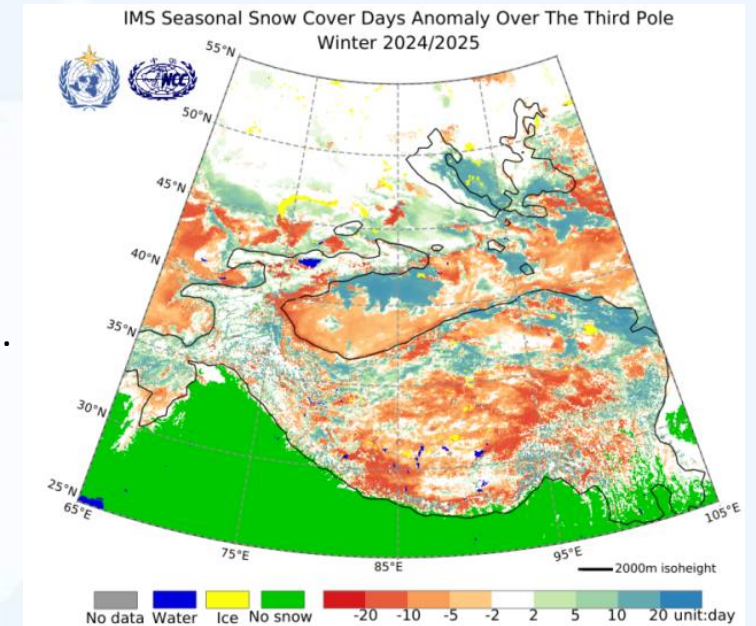 IMS Seasonal Snow Cover Days Anomaly Over The Third Pole
Winter 2024/2025
NCC
55°N
50°N
45°N
40°N
35°N
30°N
25°N
65°E
75°E
85°E
95°E
105°E
2000m isoheight
No data Water Ice No snow -20 -10 -5 -2 2 5 10 20 unit:day